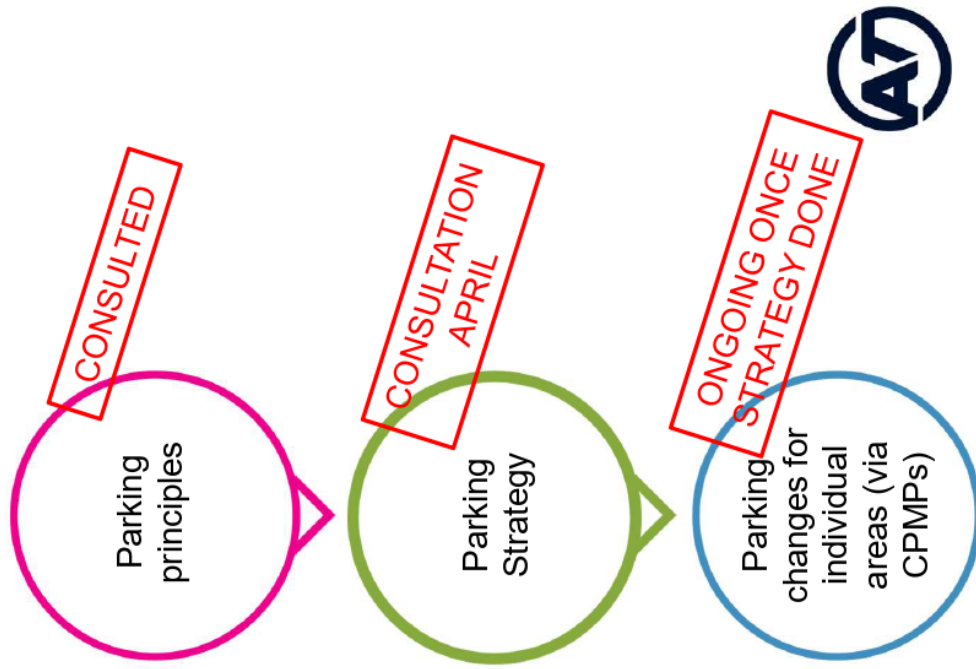 Parking
principles
CONSULTED
Parking
Strategy
CONSULTATION
APRIL
Parking
changes for
individual
areas (via
CPMPs)
ONGOING ONCE
STRATEGY DONE
AT